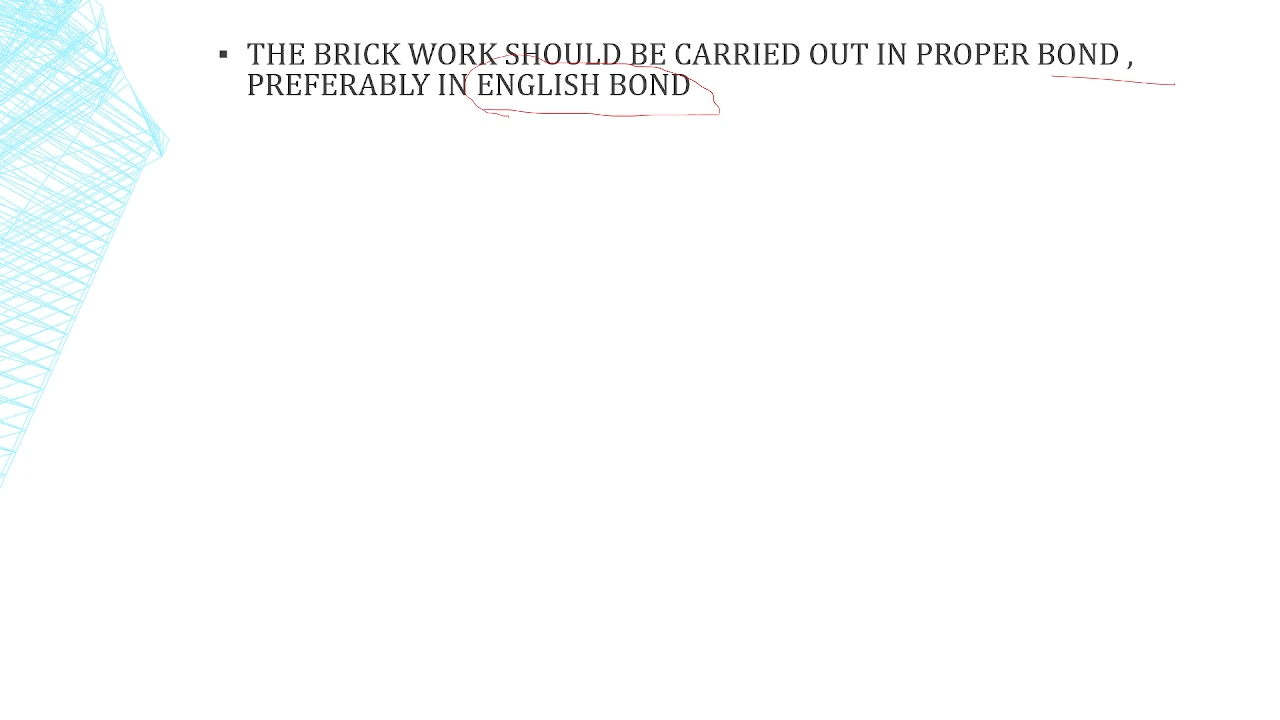 ▪ THE BRICK WORK SHOULD BE CARRIED OUT IN PROPER BOND ,
PREFERABLY IN ENGLISH BOND